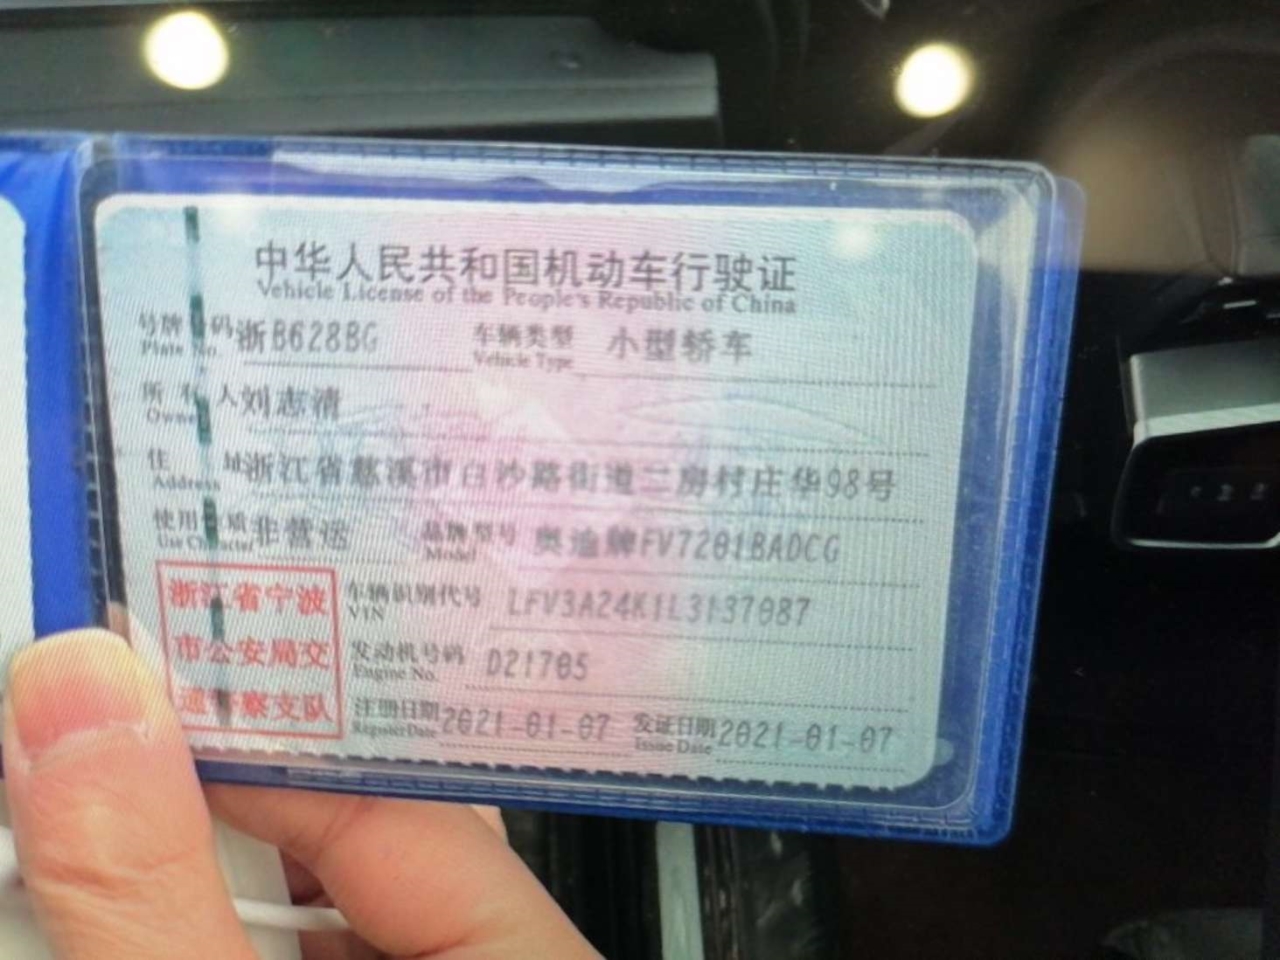 中华人民共和国机动车行驶证
Vehicle License of the People's Republic of China
号牌号码 浙B628BG 车辆类型 小型轿车
Plate No. Vehicle Type
所有人 刘志清
Owner
住址 浙江省慈溪市白沙路街道二房村庄华98号
Address
使用性质 非营运 品牌型号 奥迪牌FV7201BADCG
Use Character Model
车辆识别代号 LFV3A24K1L3137087
VIN
发动机号码 D21705
Engine No.
注册日期 2021-01-07 发证日期 2021-01-07
Register Date Issue Date
浙江省宁波
市公安局交
通警察支队